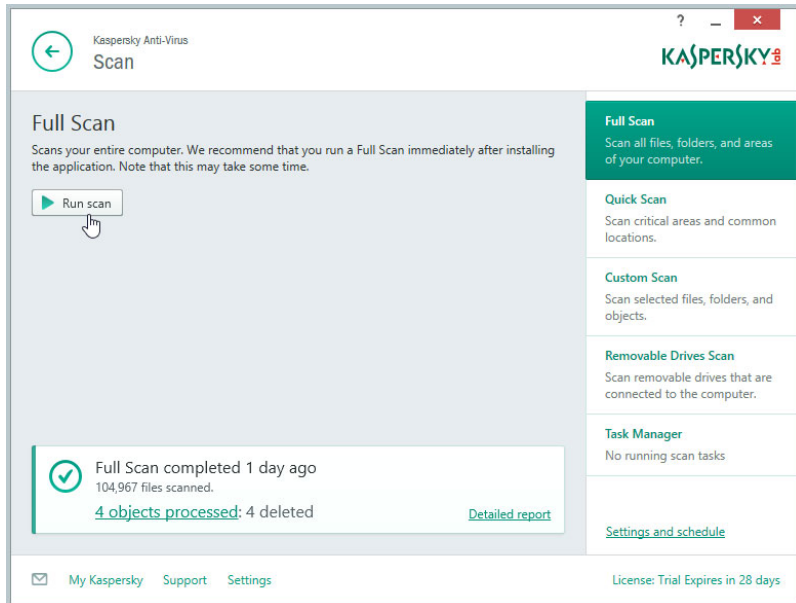 ?
Kaspersky Anti-Virus
Scan
KASPERSKY lab
Full Scan
Scans your entire computer. We recommend that you run a Full Scan immediately after installing
the application. Note that this may take some time.
Run scan
Full Scan completed 1 day ago
104,967 files scanned.
4 objects processed: 4 deleted
Detailed report
Full Scan
Scan all files, folders, and areas
of your computer.
Quick Scan
Scan critical areas and common
locations.
Custom Scan
Scan selected files, folders, and
objects.
Removable Drives Scan
Scan removable drives that are
connected to the computer.
Task Manager
No running scan tasks
Settings and schedule
My Kaspersky Support Settings
License: Trial Expires in 28 days